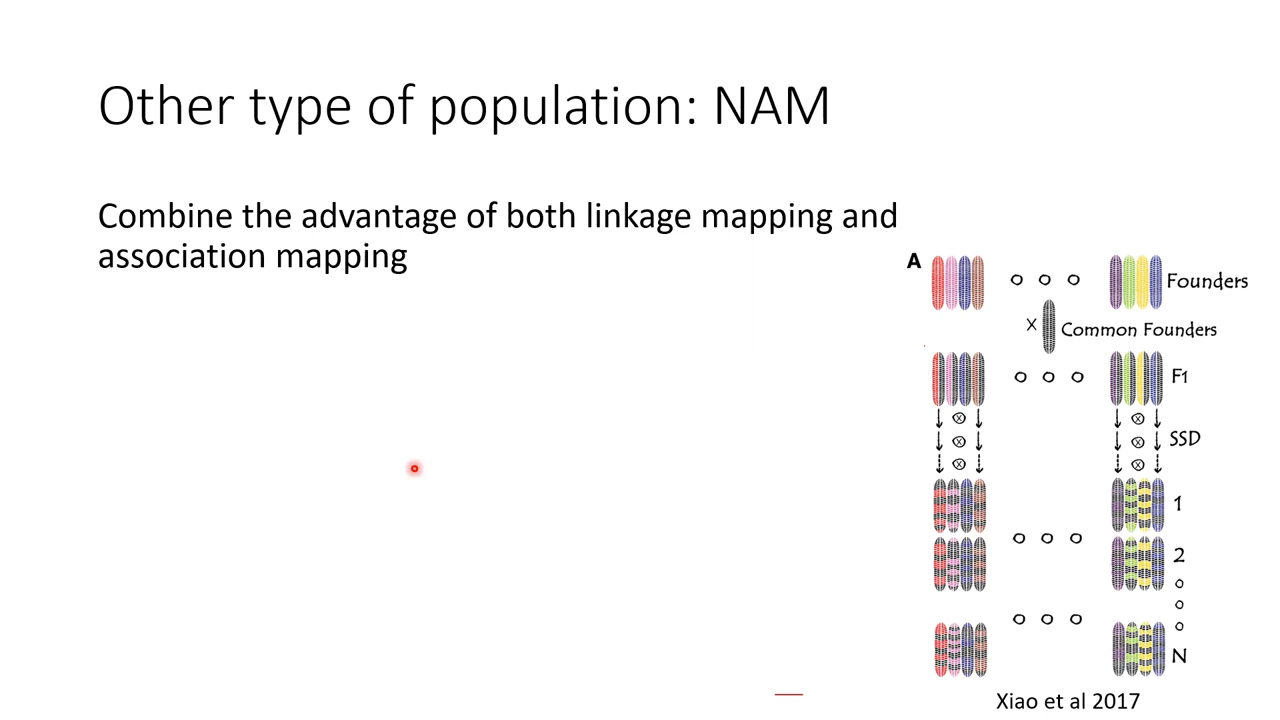 Other type of population: NAM
Combine the advantage of both linkage mapping and
association mapping
A
Founders
X Common Founders
F1
SSD
1
2
N
Xiao et al 2017